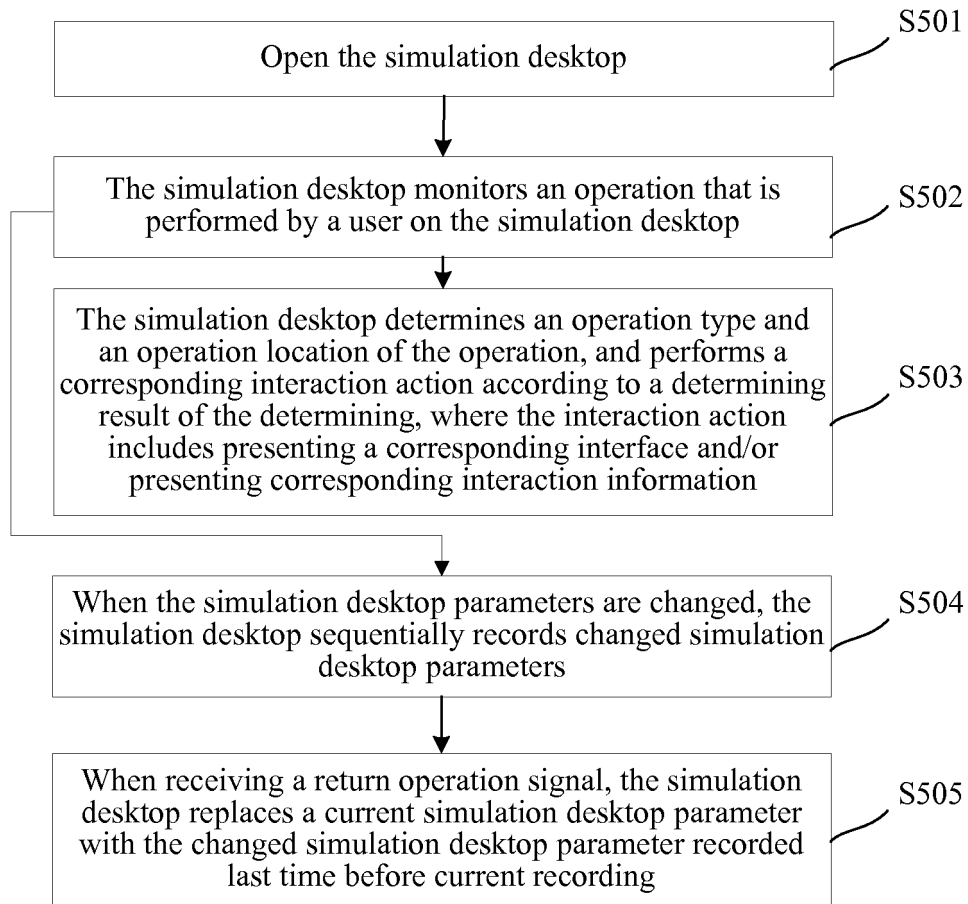 S501
Open the simulation desktop
S502
The simulation desktop monitors an operation that is
performed by a user on the simulation desktop
The simulation desktop determines an operation type and
an operation location of the operation, and performs a
corresponding interaction action according to a determining
result of the determining, where the interaction action
includes presenting a corresponding interface and/or
presenting corresponding interaction information
S503
When the simulation desktop parameters are changed, the
simulation desktop sequentially records changed simulation
desktop parameters
S504
When receiving a return operation signal, the simulation
desktop replaces a current simulation desktop parameter
with the changed simulation desktop parameter recorded
last time before current recording
S505